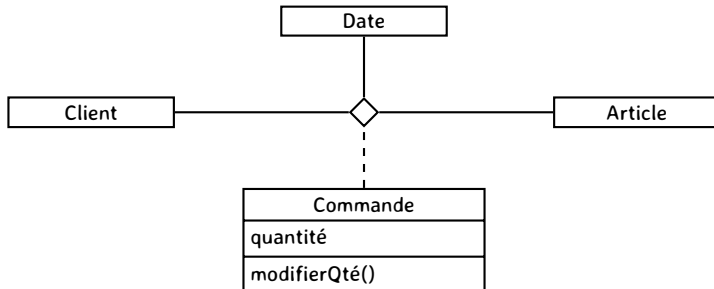 Date
Client
Article
Commande
quantité
modifierQté()